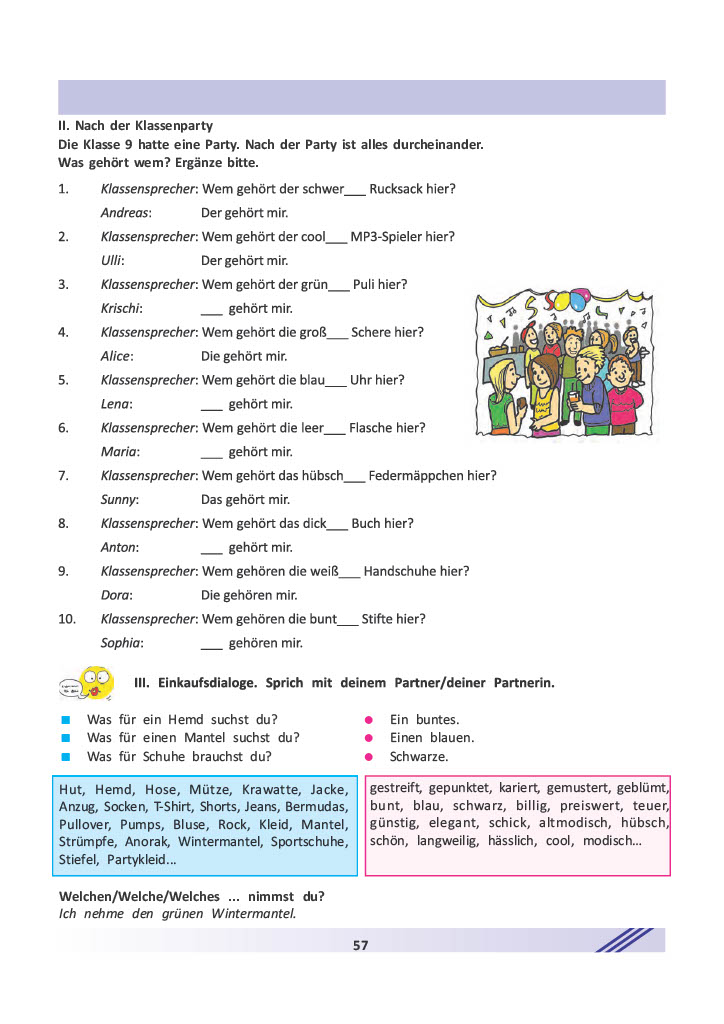 II. Nach der Klassenparty
Die Klasse 9 hatte eine Party. Nach der Party ist alles durcheinander.
Was gehört wem? Ergänze bitte.
1. Klassensprecher: Wem gehört der schwer___ Rucksack hier?
Andreas: Der gehört mir.
2. Klassensprecher: Wem gehört der cool___ MP3-Spieler hier?
Ulli: Der gehört mir.
3. Klassensprecher: Wem gehört der grün___ Puli hier?
Krischi: ___ gehört mir.
4. Klassensprecher: Wem gehört die groß___ Schere hier?
Alice: Die gehört mir.
5. Klassensprecher: Wem gehört die blau___ Uhr hier?
Lena: ___ gehört mir.
6. Klassensprecher: Wem gehört die leer___ Flasche hier?
Maria: ___ gehört mir.
7. Klassensprecher: Wem gehört das hübsch___ Federmäppchen hier?
Sunny: Das gehört mir.
8. Klassensprecher: Wem gehört das dick___ Buch hier?
Anton: ___ gehört mir.
9. Klassensprecher: Wem gehören die weiß___ Handschuhe hier?
Dora: Die gehören mir.
10. Klassensprecher: Wem gehören die bunt___ Stifte hier?
Sophia: ___ gehören mir.
III. Einkaufsdialoge. Sprich mit deinem Partner/deiner Partnerin.
Was für ein Hemd suchst du?
Was für einen Mantel suchst du?
Was für Schuhe brauchst du?
Ein buntes.
Einen blauen.
Schwarze.
Hut, Hemd, Hose, Mütze, Krawatte, Jacke,
Anzug, Socken, T-Shirt, Shorts, Jeans, Bermudas,
Pullover, Pumps, Bluse, Rock, Kleid, Mantel,
Strümpfe, Anorak, Wintermantel, Sportschuhe,
Stiefel, Partykleid...
gestreift, gepunktet, kariert, gemustert, geblümt,
bunt, blau, schwarz, billig, preiswert, teuer,
günstig, elegant, schick, altmodisch, hübsch,
schön, langweilig, hässlich, cool, modisch...
Welchen/Welche/Welches ... nimmst du?
Ich nehme den grünen Wintermantel.
57